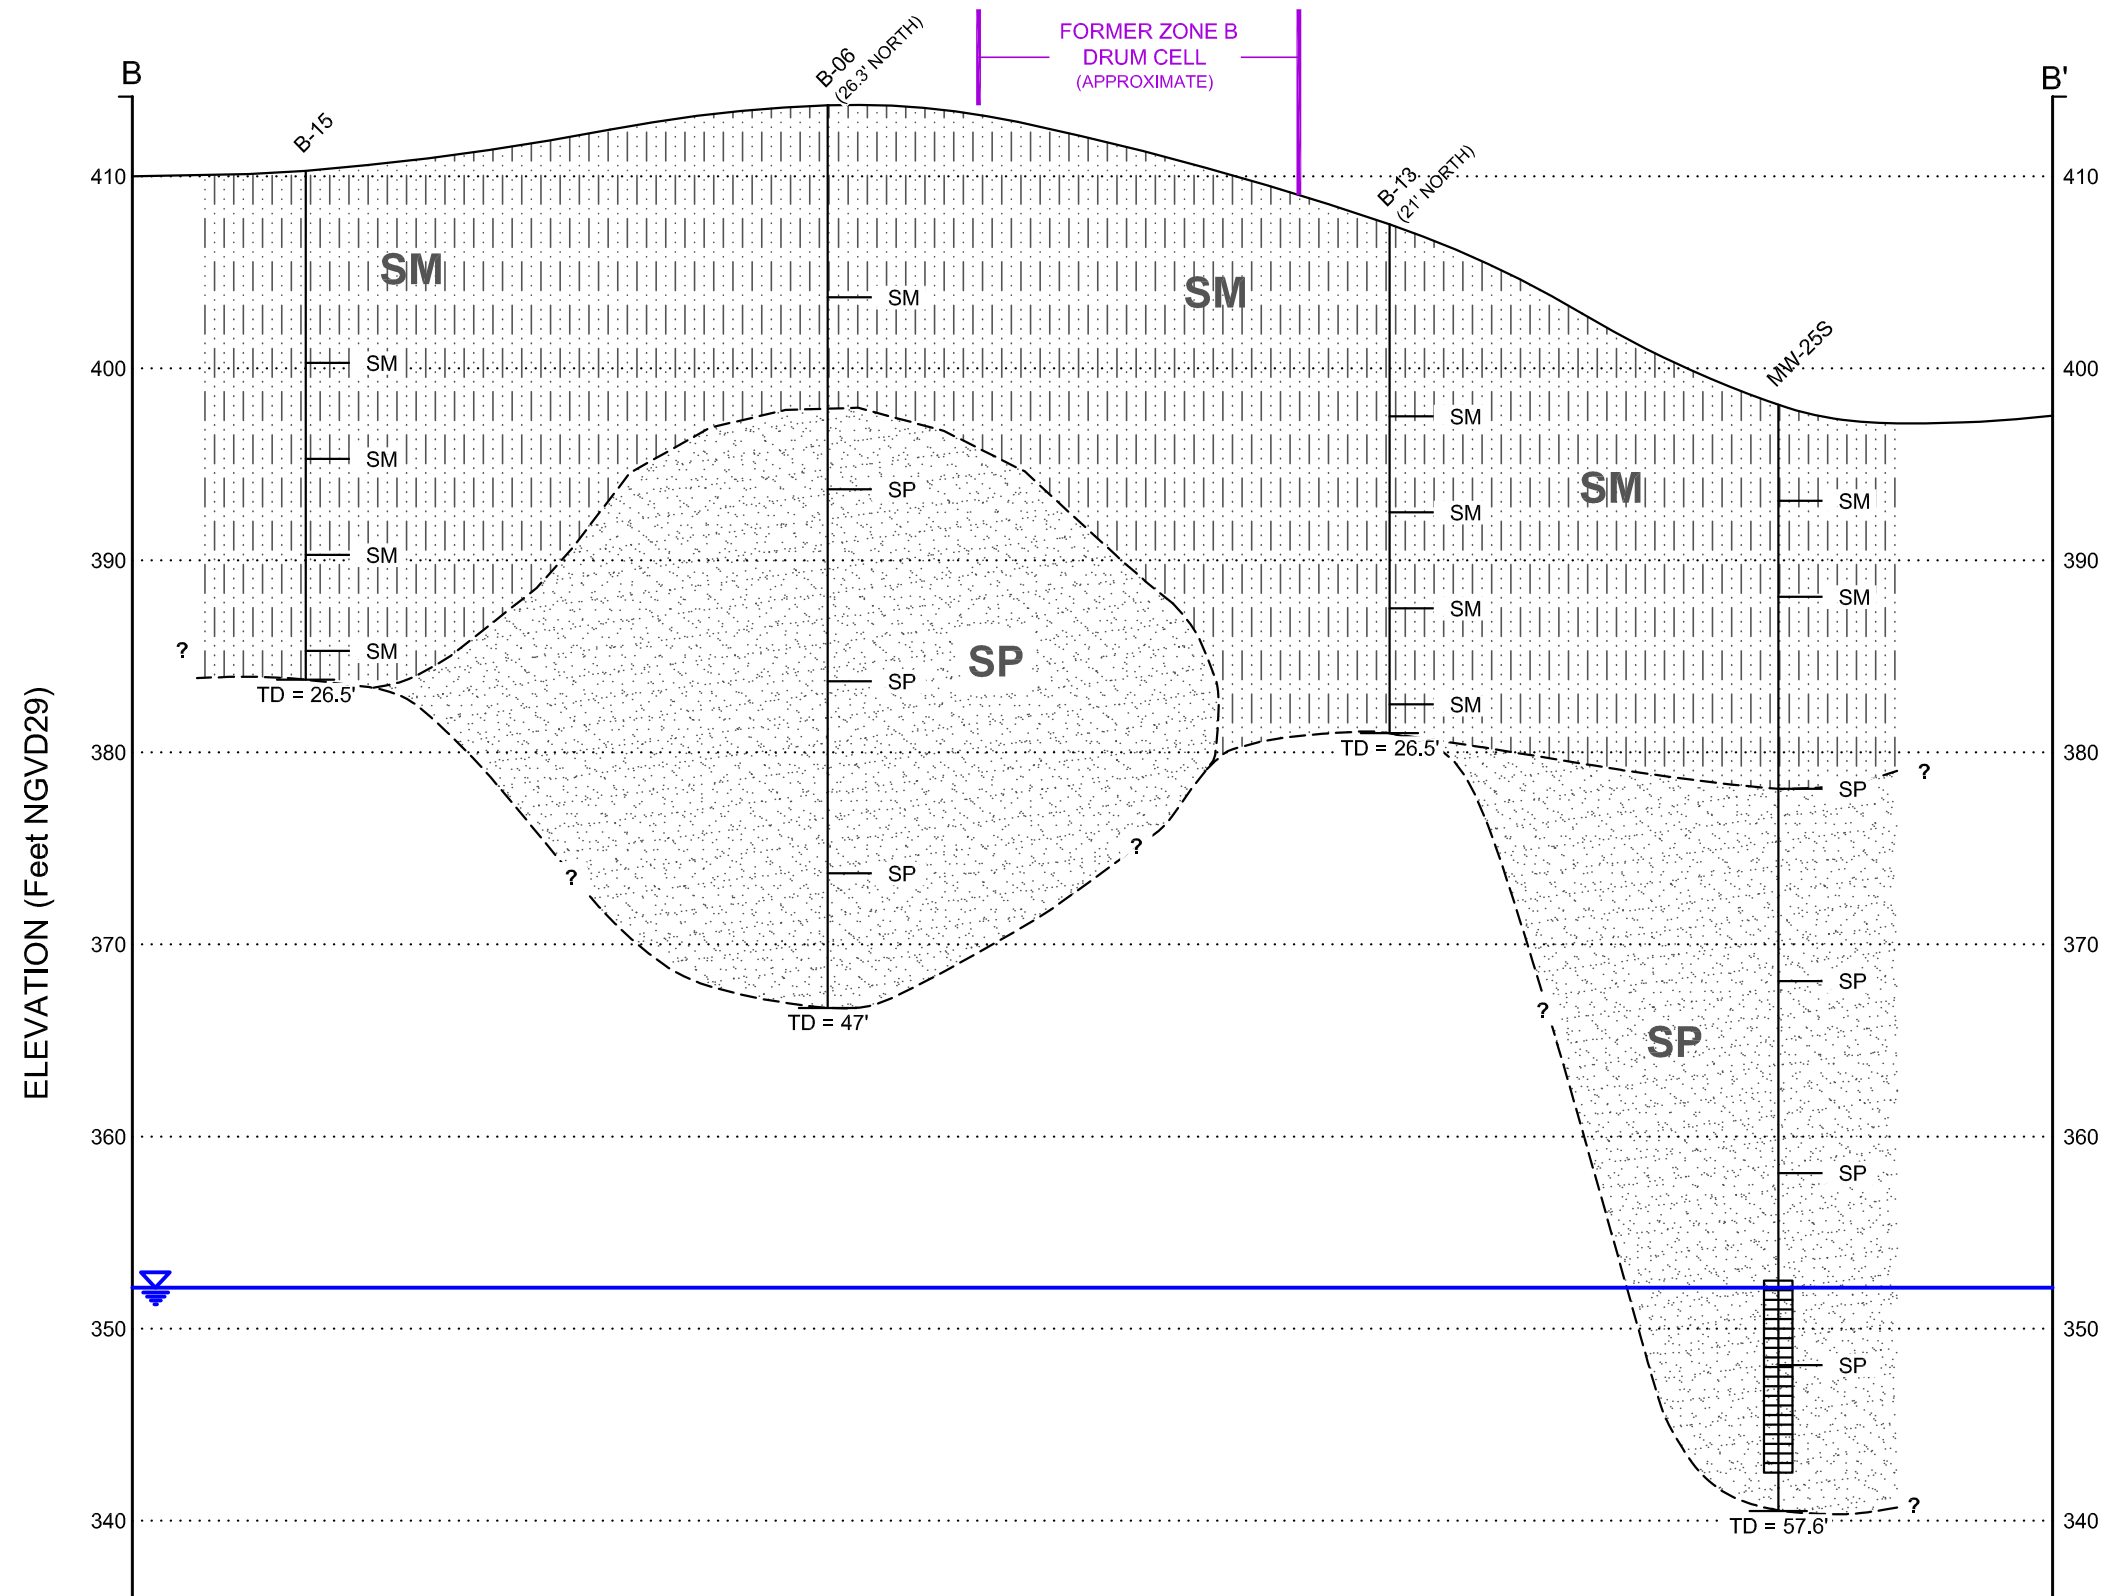 FORMER ZONE B
DRUM CELL
(APPROXIMATE)
B
B'
B-15
B-06
(26.3' NORTH)
B-13
(21' NORTH)
MW-25S
ELEVATION (Feet NGVD29)
410
410
400
400
390
390
380
380
370
370
360
360
350
350
340
340
SM
SM
SM
SP
SP
SM
SM
SM
SM
TD = 26.5'
SM
SP
SP
SP
TD = 47'
SM
SM
SM
SM
TD = 26.5'
SM
SM
SP
SP
SP
SP
TD = 57.6'
?
?
?
?
?
?